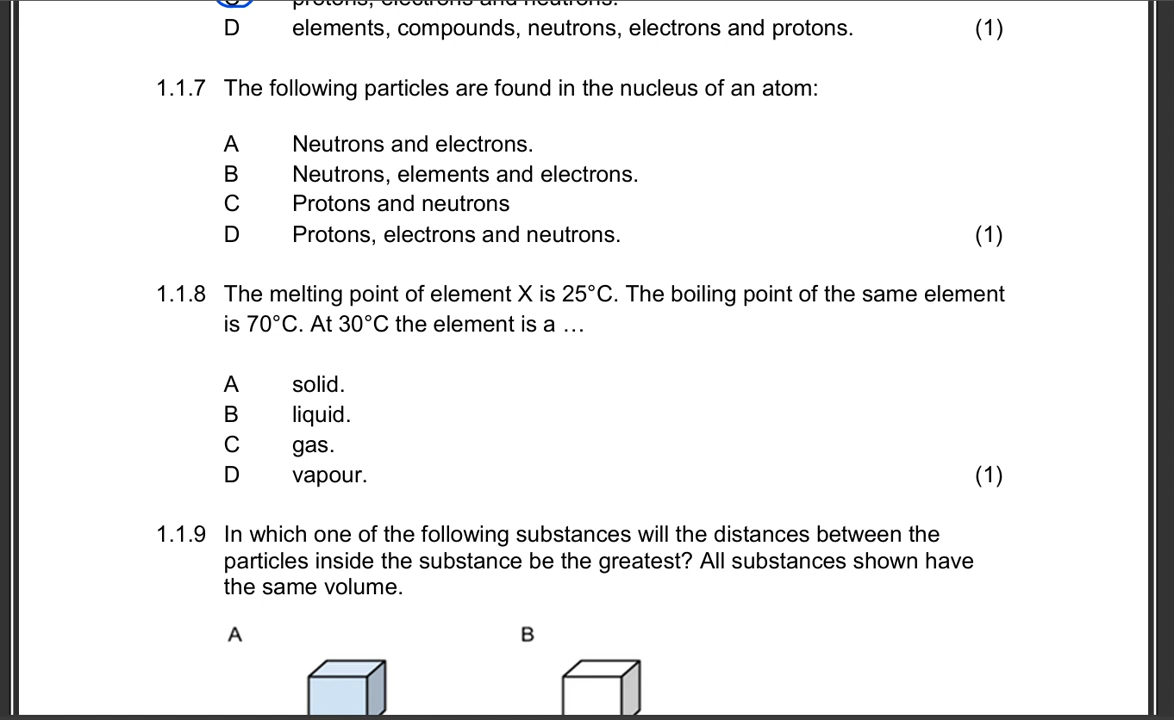 protons, electrons and neutrons.
D elements, compounds, neutrons, electrons and protons. (1)
1.1.7 The following particles are found in the nucleus of an atom:
A Neutrons and electrons.
B Neutrons, elements and electrons.
C Protons and neutrons
D Protons, electrons and neutrons. (1)
1.1.8 The melting point of element X is 25°C. The boiling point of the same element
is 70°C. At 30°C the element is a …
A solid.
B liquid.
C gas.
D vapour. (1)
1.1.9 In which one of the following substances will the distances between the
particles inside the substance be the greatest? All substances shown have
the same volume.
A B